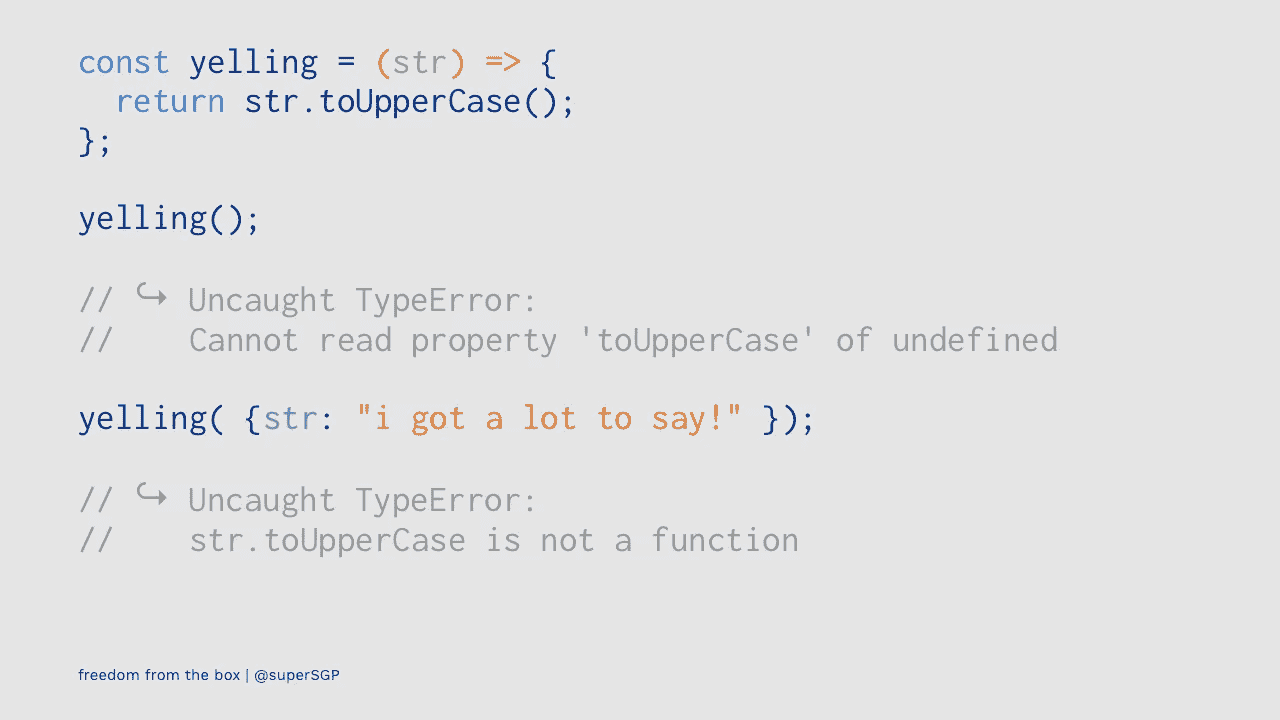 const yelling = (str) => {
  return str.toUpperCase();
};
yelling();
// ↪ Uncaught TypeError:
//    Cannot read property 'toUpperCase' of undefined
yelling( {str: "i got a lot to say!" });
// ↪ Uncaught TypeError:
//    str.toUpperCase is not a function
freedom from the box | @superSGP